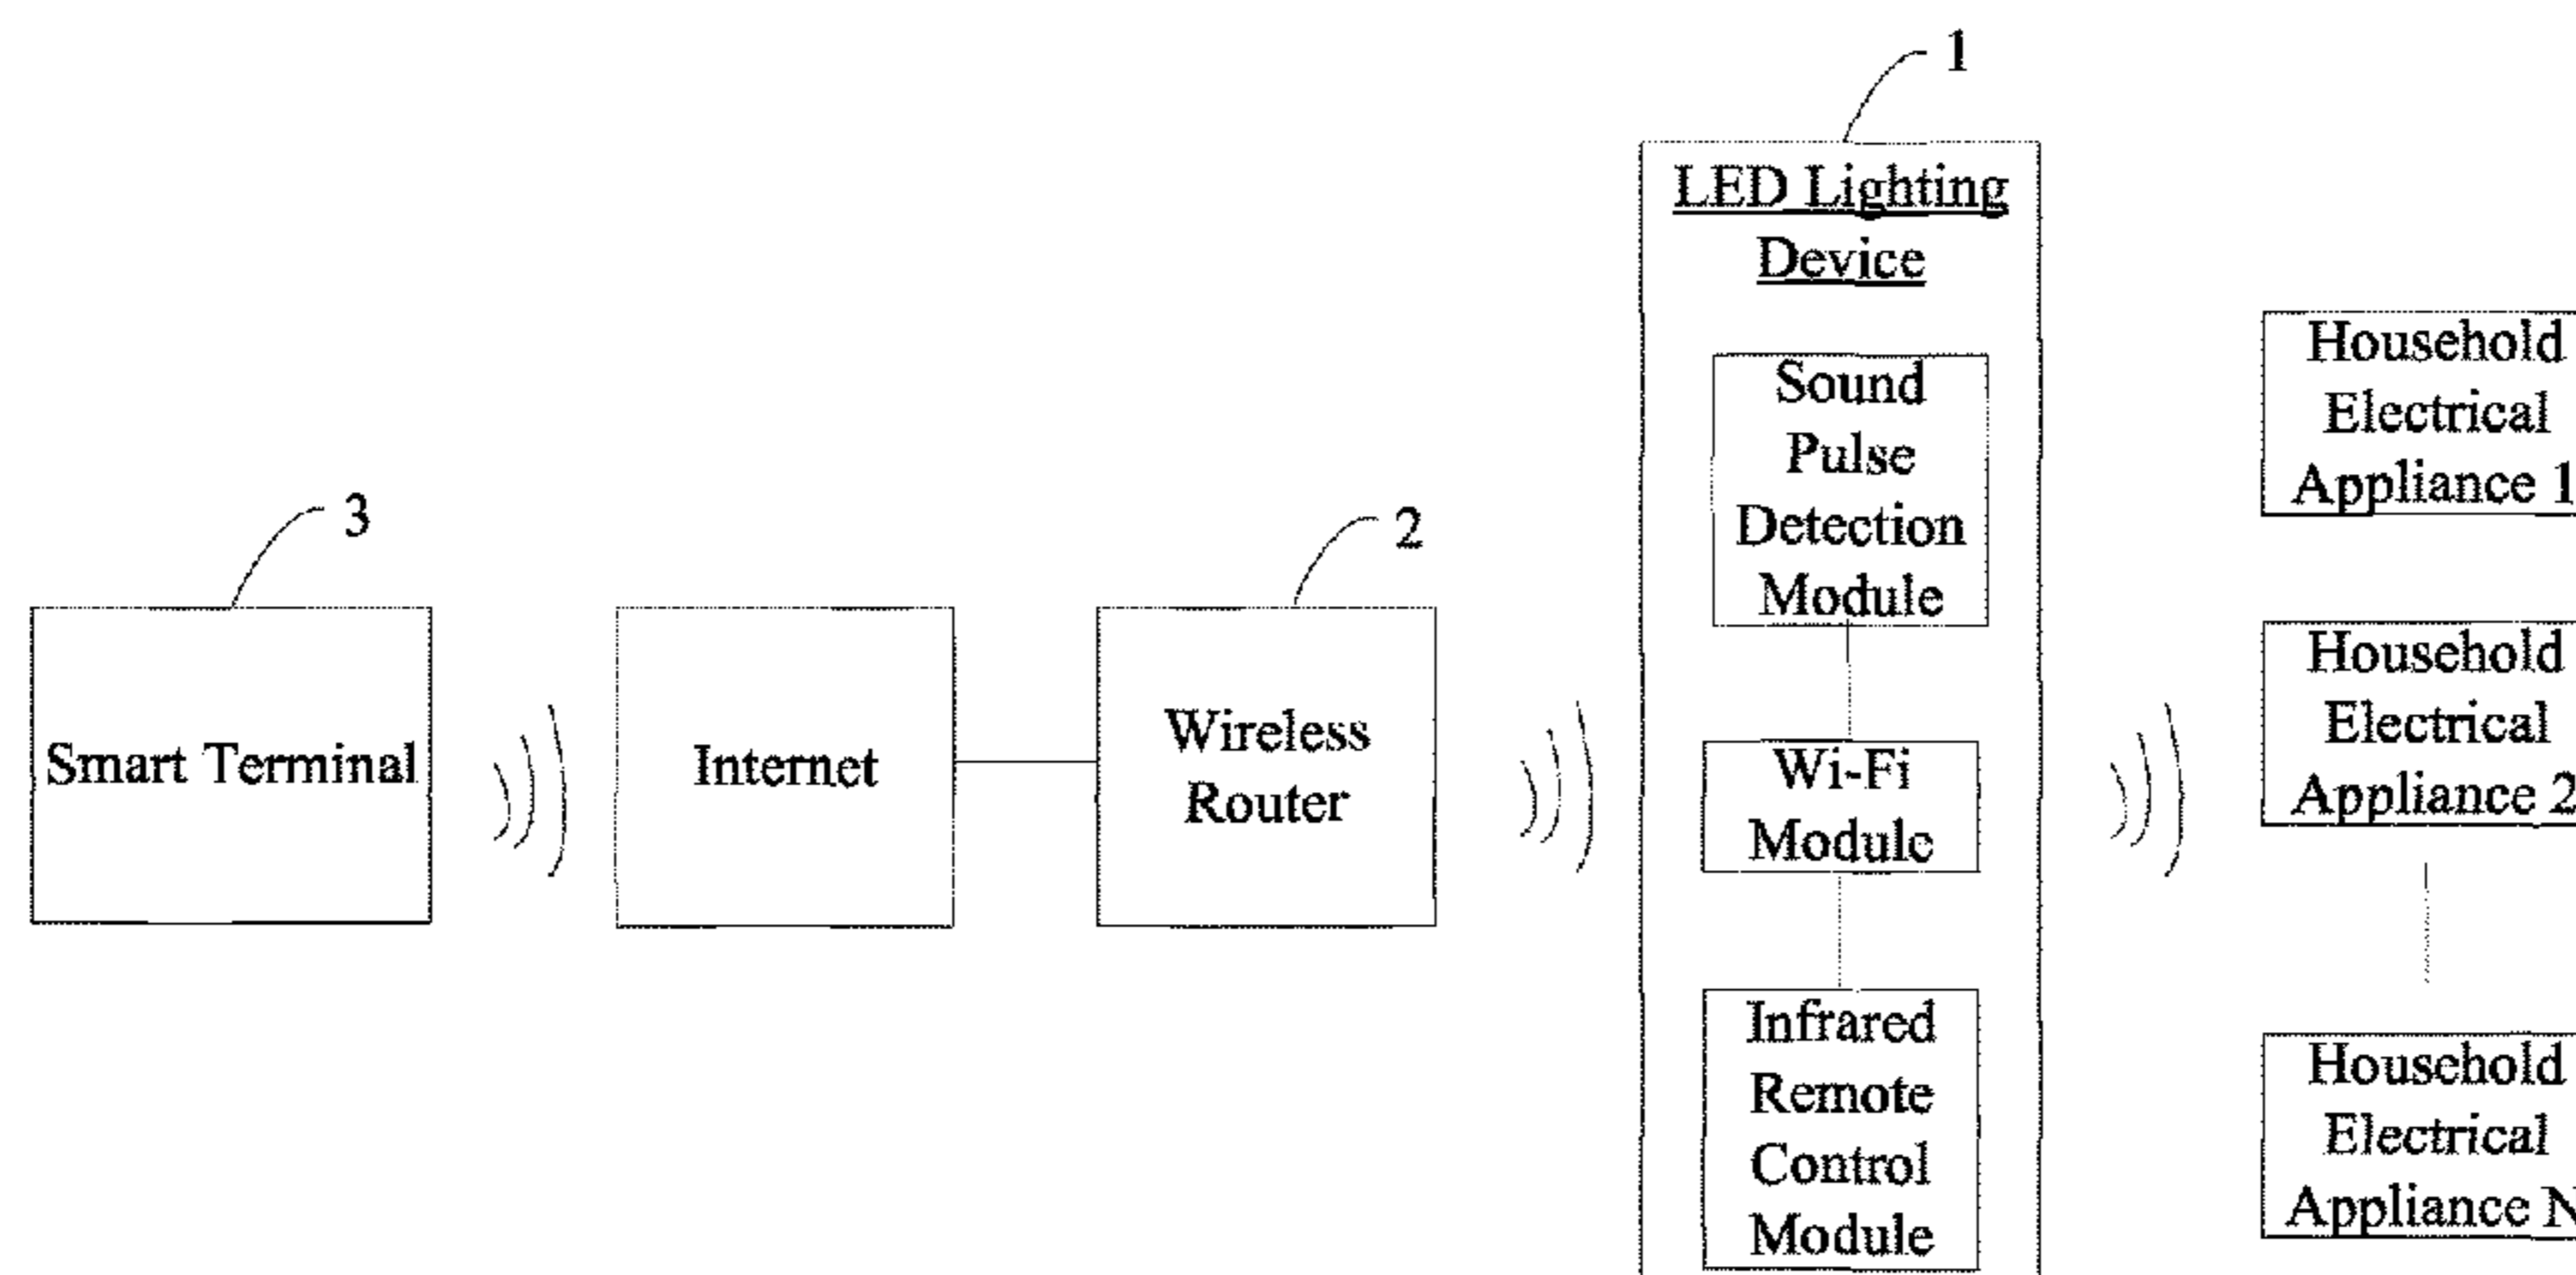 1
LED Lighting
Device
Sound
Pulse
Detection
Module
Wi-Fi
Module
Infrared
Remote
Control
Module
3
Smart Terminal
Internet
2
Wireless
Router
Household
Electrical
Appliance 1
Household
Electrical
Appliance 2
Household
Electrical
Appliance N